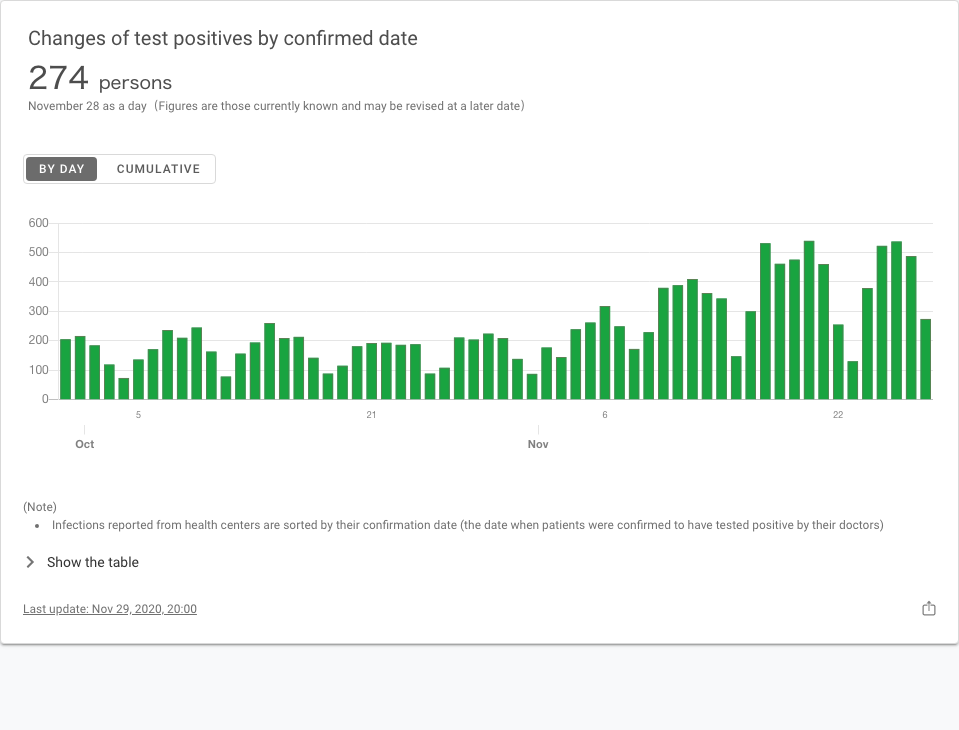 Changes of test positives by confirmed date
274 persons
November 28 as a day（Figures are those currently known and may be revised at a later date）
BY DAY CUMULATIVE
600
500
400
300
200
100
0
5 21 6 22
Oct Nov
(Note)
• Infections reported from health centers are sorted by their confirmation date (the date when patients were confirmed to have tested positive by their doctors)
Show the table
Last update: Nov 29, 2020, 20:00